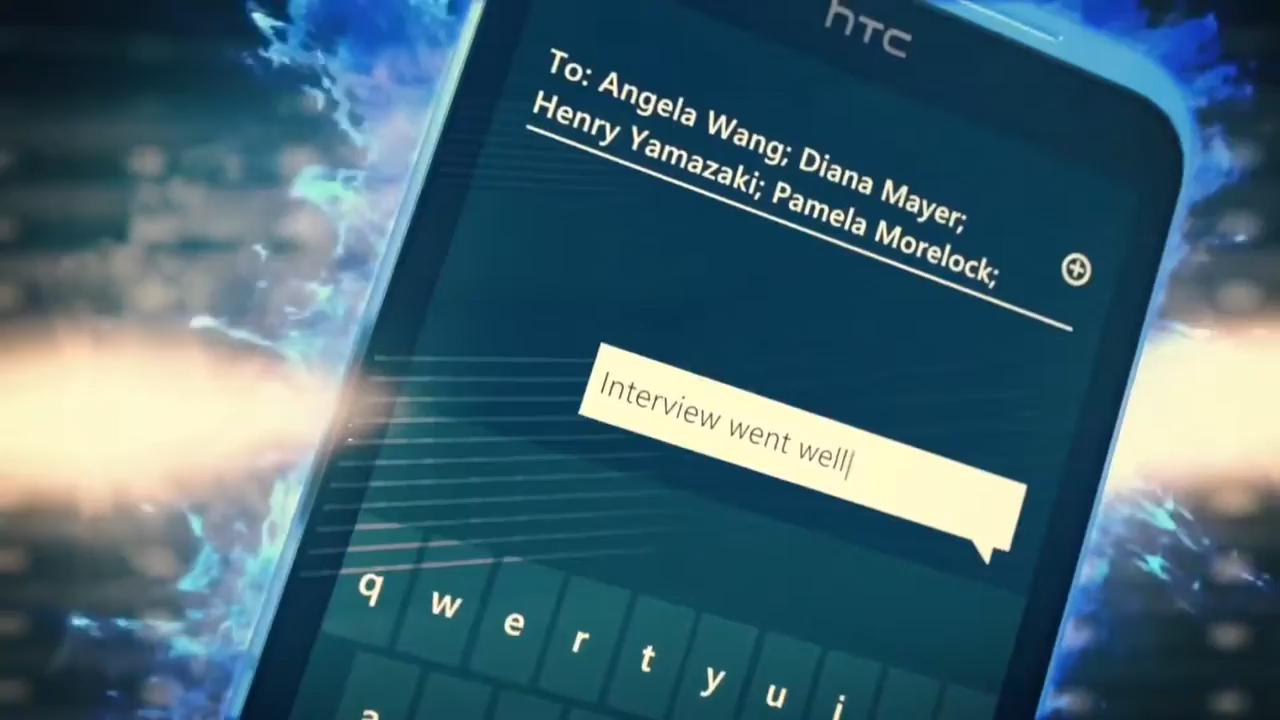 hTC
To: Angela Wang; Diana Mayer;
Henry Yamazaki; Pamela Morelock;
Interview went well
q w e r t y u i
a